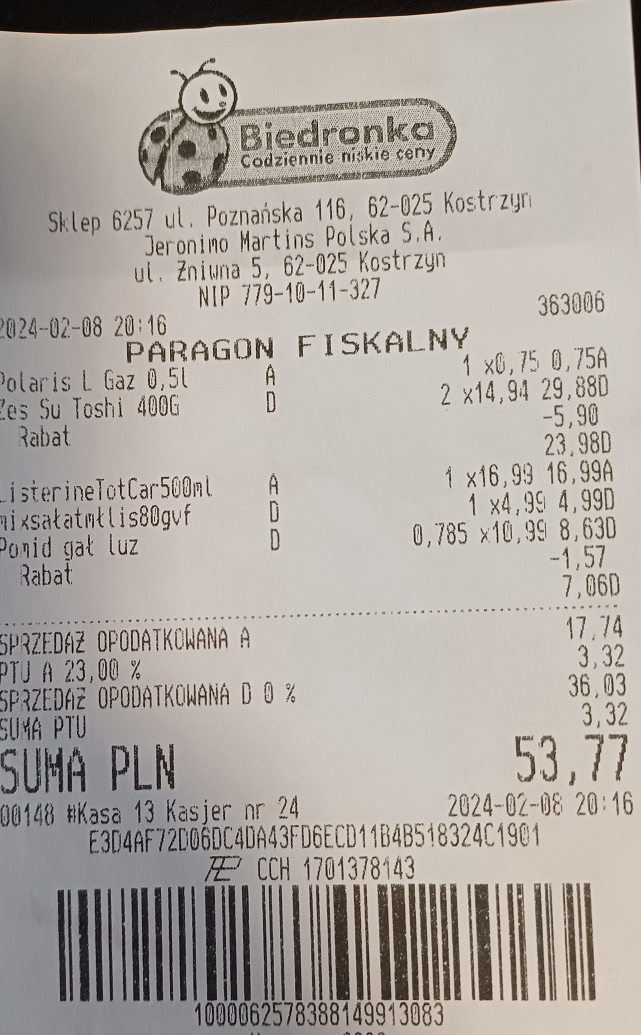 Biedronka
Codziennie niskie ceny
Sklep 6257 ul. Poznańska 116, 62-025 Kostrzyn
Jeronimo Martins Polska S.A.
ul. Żniwna 5, 62-025 Kostrzyn
NIP 779-10-11-327
2024-02-08 20:16 363006
PARAGON FISKALNY
Polaris L Gaz 0,5l A 1 x0,75 0,75A
Zes Su Toshi 400G D 2 x14,94 29,88D
Rabat -5,90
23,98D
ListerineTotCar500ml A 1 x16,99 16,99A
mixsałatmłlis80gvf D 1 x4,99 4,99D
Pomid gał luz D 0,785 x10,99 8,63D
Rabat -1,57
7,06D
SPRZEDAŻ OPODATKOWANA A 17,74
PTU A 23,00 % 3,32
SPRZEDAŻ OPODATKOWANA D 0 % 36,03
SUMA PTU 3,32
SUMA PLN 53,77
00148 #Kasa 13 Kasjer nr 24 2024-02-08 20:16
E3D4AF72D06DC4DA43FD6ECD11B4B518324C1901
CCH 1701378143
1000062578388149913083